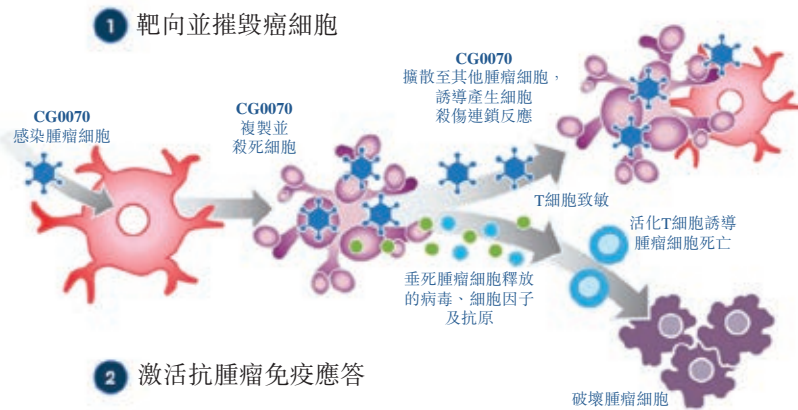 1 靶向並摧毀癌細胞
CG0070
感染腫瘤細胞
CG0070
複製並
殺死細胞
CG0070
擴散至其他腫瘤細胞，
誘導產生細胞
殺傷連鎖反應
T細胞致敏
活化T細胞誘導
腫瘤細胞死亡
垂死腫瘤細胞釋放
的病毒、細胞因子
及抗原
2 激活抗腫瘤免疫應答
破壞腫瘤細胞